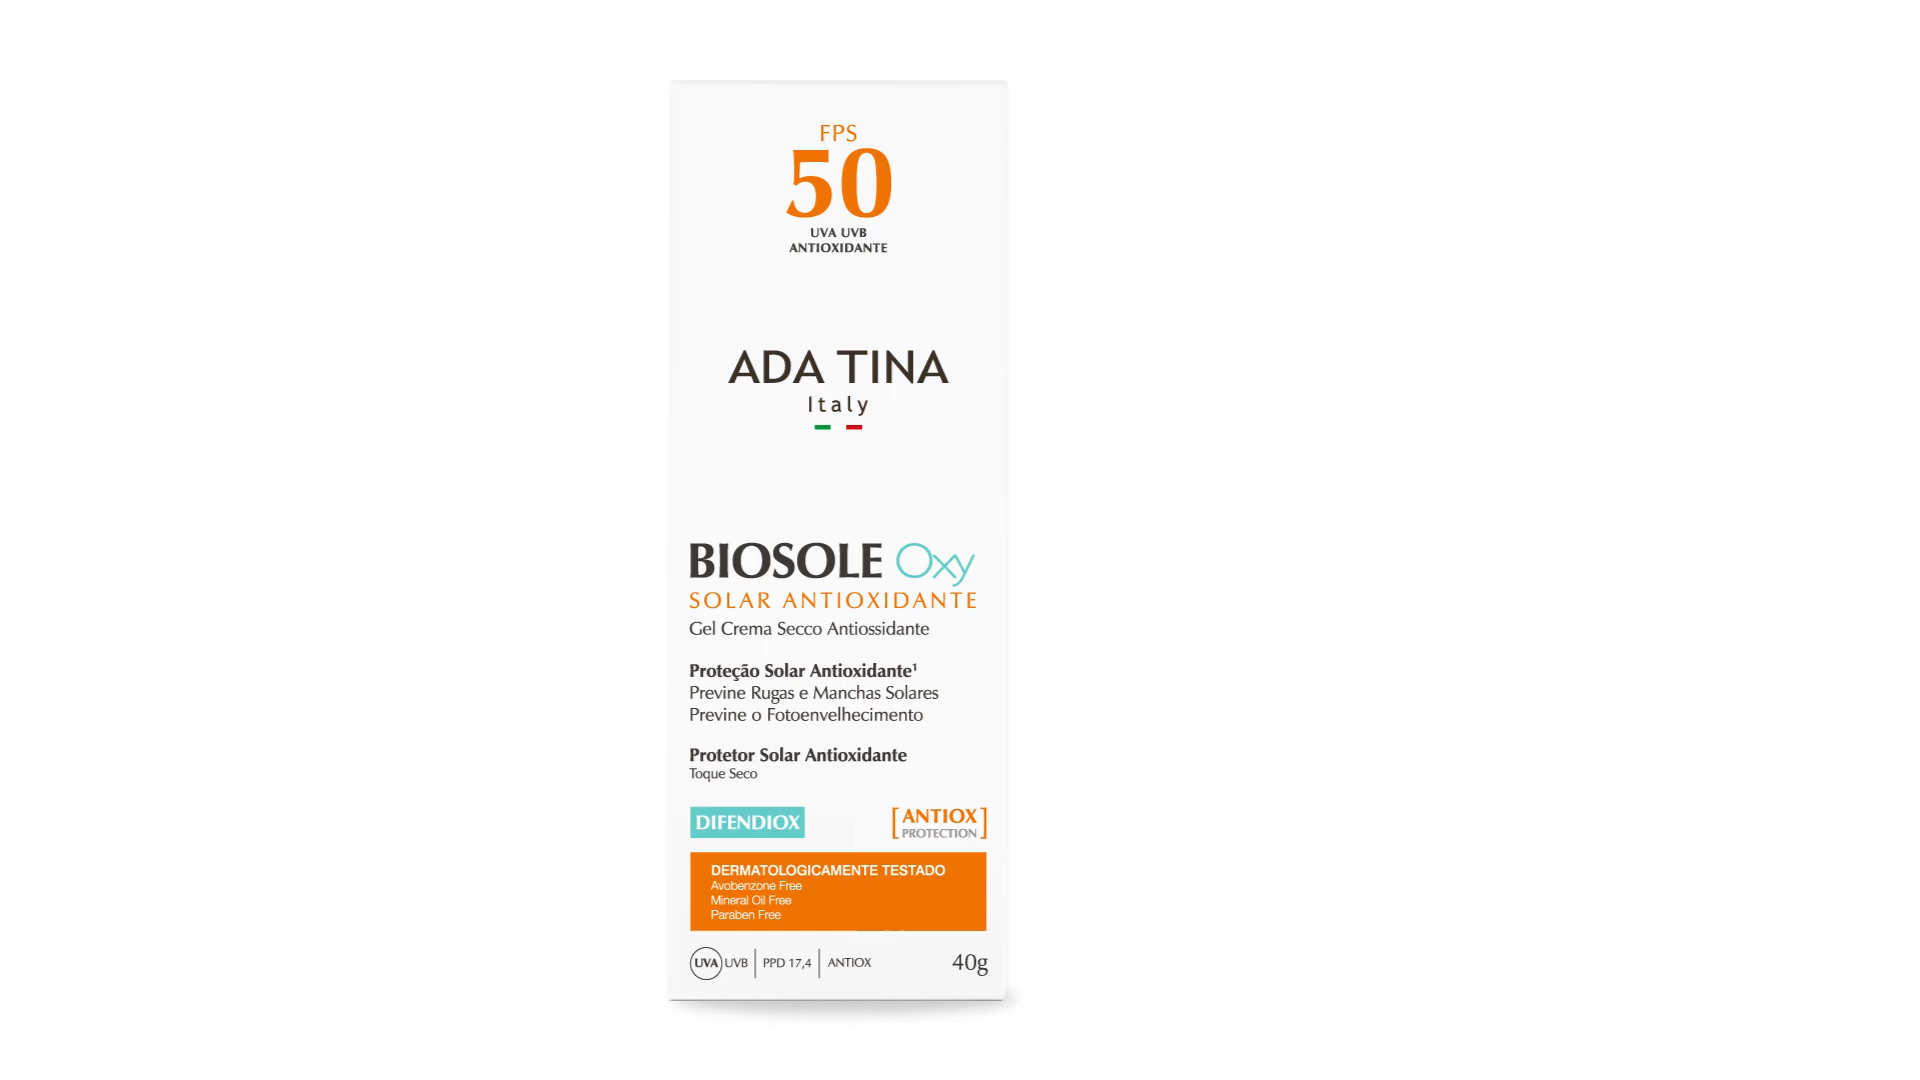 FPS
50
UVA UVB
ANTIOXIDANTE
ADA TINA
Italy
BIOSOLE Oxy
SOLAR ANTIOXIDANTE
Gel Crema Secco Antiossidante
Proteção Solar Antioxidante¹
Previne Rugas e Manchas Solares
Previne o Fotoenvelhecimento
Protetor Solar Antioxidante
Toque Seco
DIFENDIOX
[ANTIOX
PROTECTION]
DERMATOLOGICAMENTE TESTADO
Avobenzone Free
Mineral Oil Free
Paraben Free
UVA UVB | PPD 17,4 | ANTIOX 40g